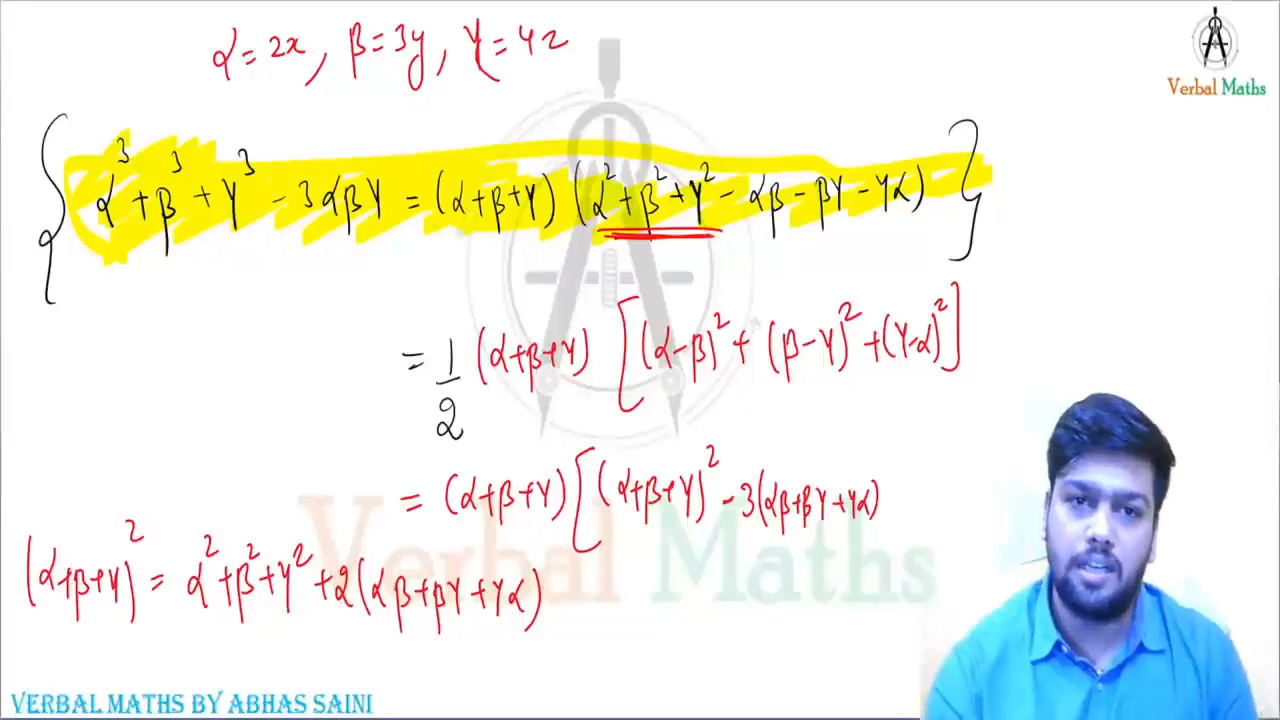 α = 2x, β = 3y, γ = 4z
Verbal Maths
{α³ + β³ + γ³ - 3αβγ = (α+β+γ) (α² + β² + γ² - αβ - βγ - γα)}
= 1/2 (α+β+γ) [(α-β)² + (β-γ)² + (γ-α)²]
= (α+β+γ) [(α+β+γ)² - 3(αβ+βγ+γα)
Verbal Maths
(α+β+γ)² = α² + β² + γ² + 2(αβ+βγ+γα)
VERBAL MATHS BY ABHAS SAINI